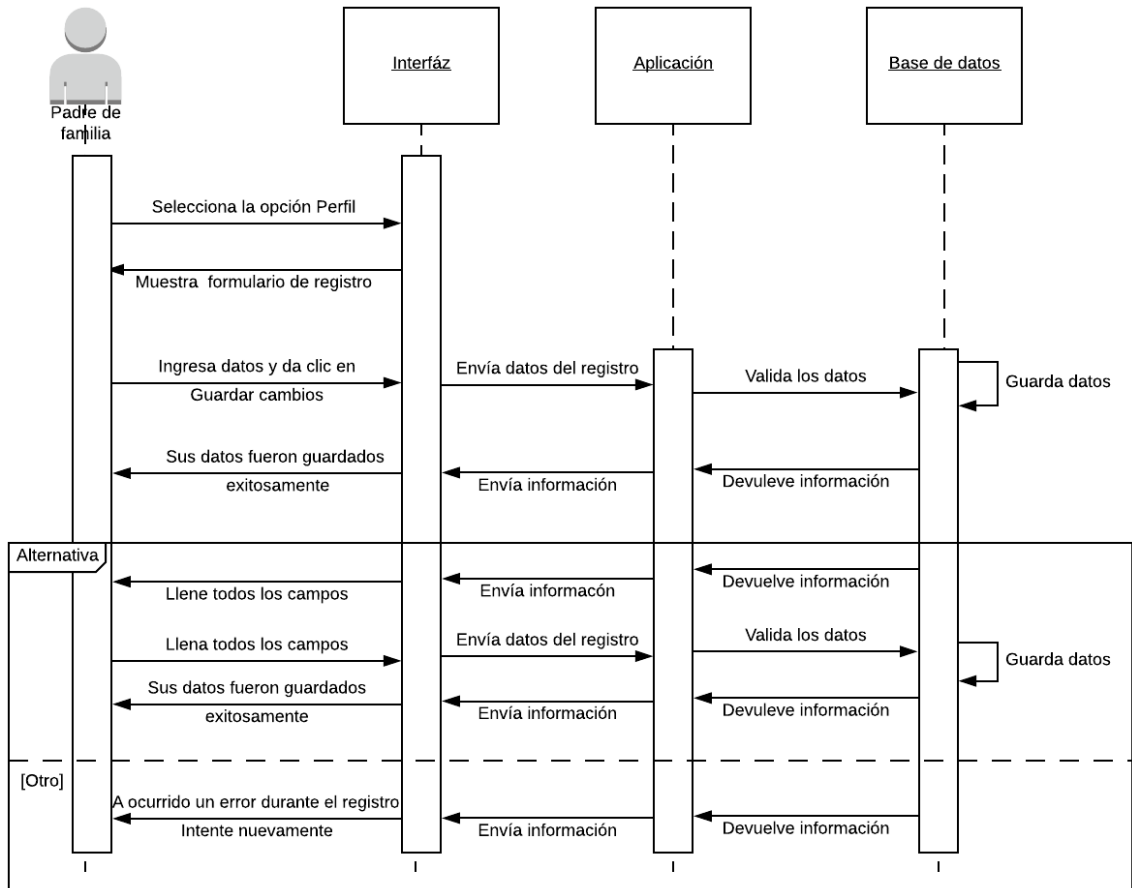 Padre de
familia
Interfáz
Aplicación
Base de datos
Selecciona la opción Perfil
Muestra formulario de registro
Ingresa datos y da clic en
Guardar cambios
Envía datos del registro
Valida los datos
Guarda datos
Sus datos fueron guardados
exitosamente
Envía información
Devuleve información
Alternativa
Llene todos los campos
Envía informacón
Devuelve información
Llena todos los campos
Envía datos del registro
Valida los datos
Guarda datos
Sus datos fueron guardados
exitosamente
Envía información
Devuleve información
[Otro]
A ocurrido un error durante el registro
Intente nuevamente
Envía información
Devuelve información